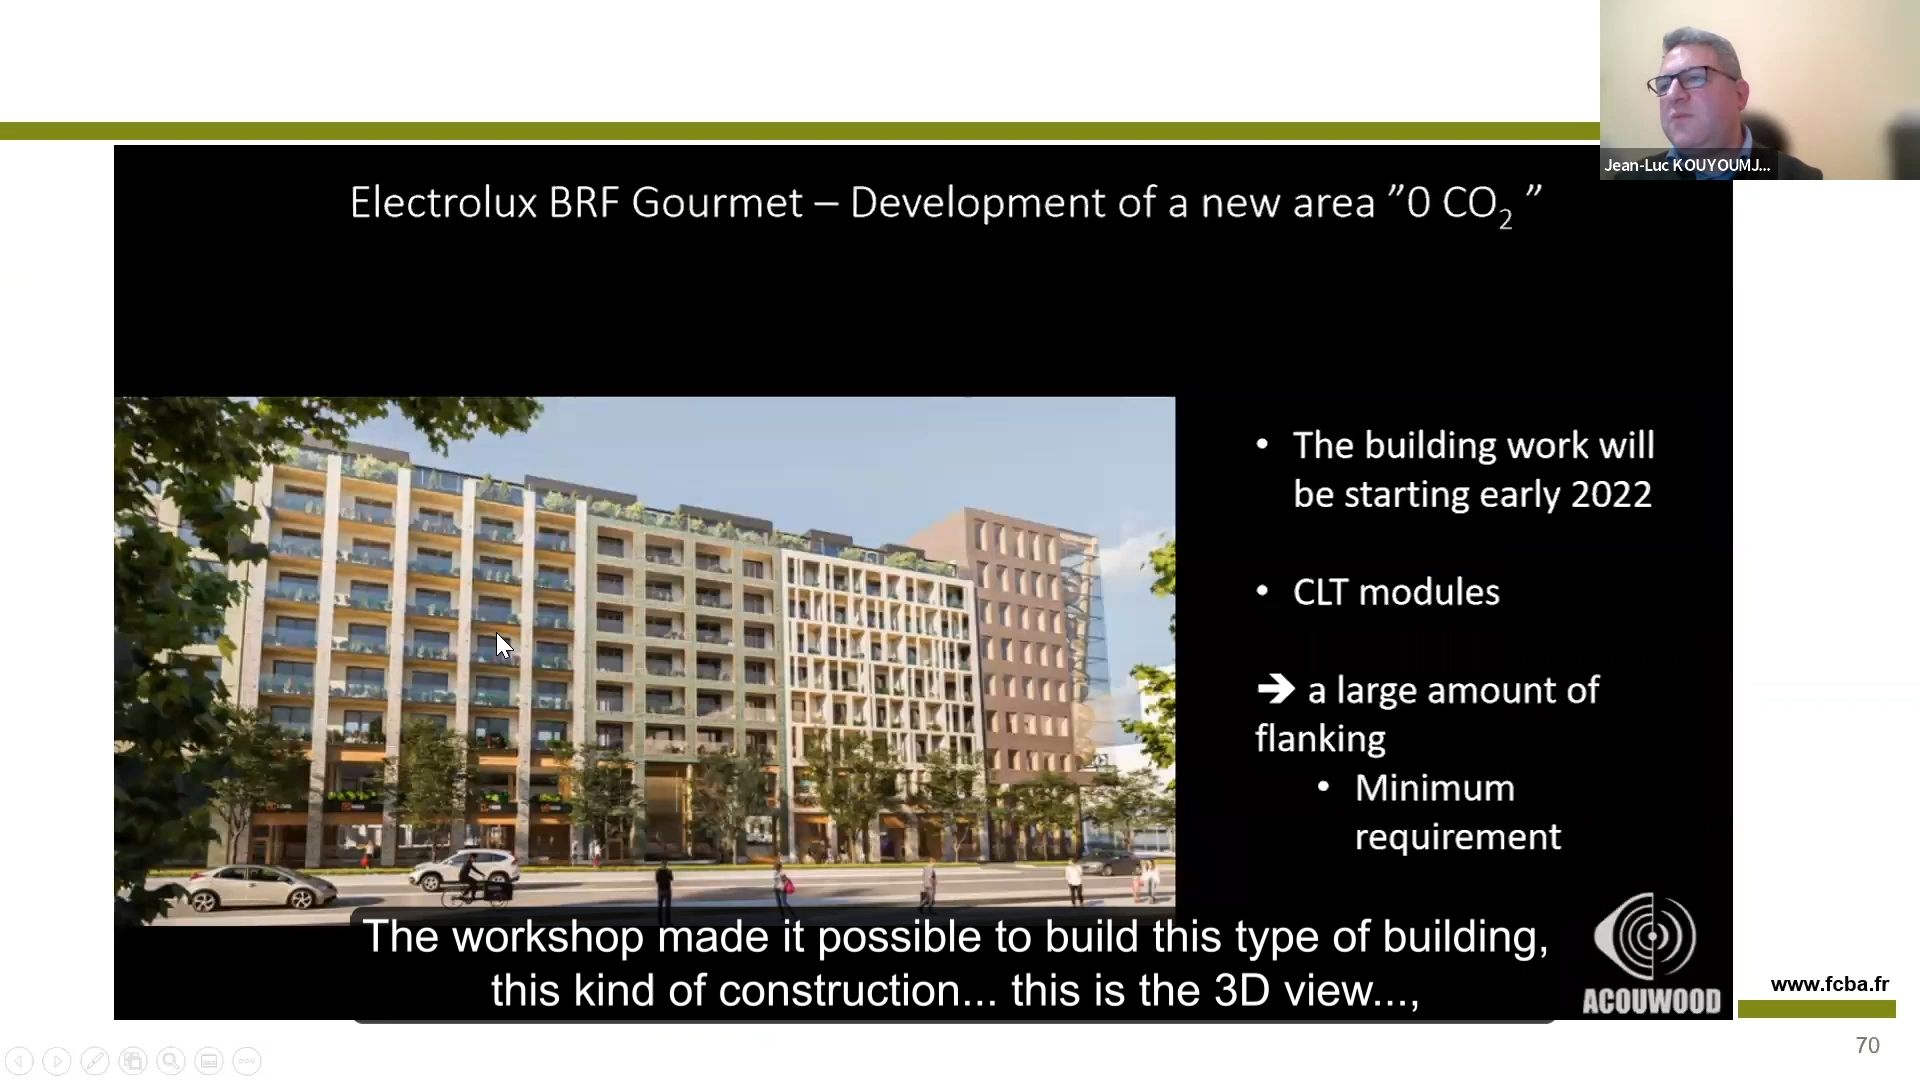 Jean-Luc KOUYOUMJ...
Electrolux BRF Gourmet – Development of a new area ”0 CO₂ ”
• The building work will
be starting early 2022
• CLT modules
➔ a large amount of
flanking
• Minimum
requirement
The workshop made it possible to build this type of building,
this kind of construction... this is the 3D view...,
ACOUWOOD
www.fcba.fr
70